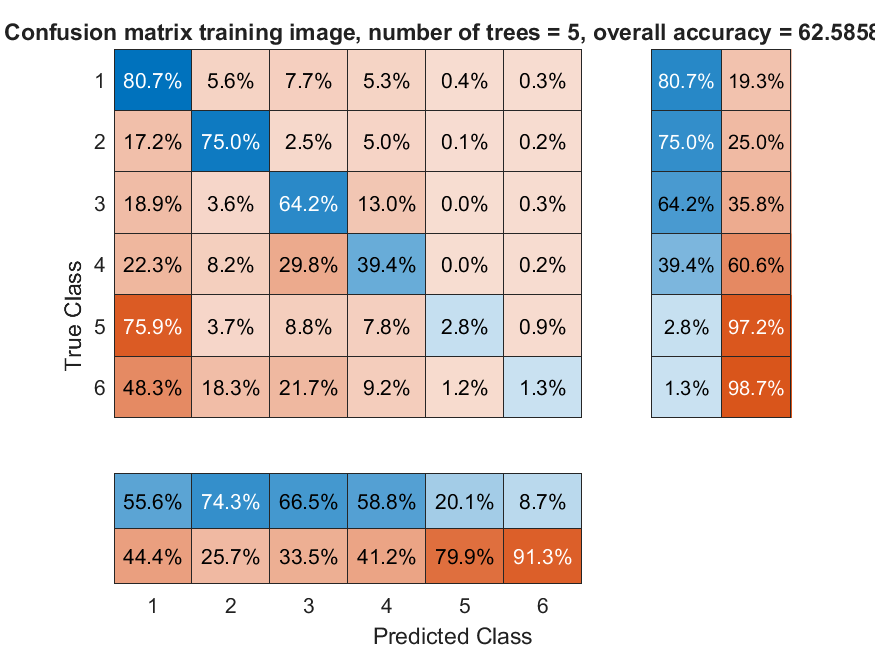 Confusion matrix training image, number of trees = 5, overall accuracy = 62.5858
1 80.7% 5.6% 7.7% 5.3% 0.4% 0.3% 80.7% 19.3%
2 17.2% 75.0% 2.5% 5.0% 0.1% 0.2% 75.0% 25.0%
3 18.9% 3.6% 64.2% 13.0% 0.0% 0.3% 64.2% 35.8%
4 22.3% 8.2% 29.8% 39.4% 0.0% 0.2% 39.4% 60.6%
5 75.9% 3.7% 8.8% 7.8% 2.8% 0.9% 2.8% 97.2%
6 48.3% 18.3% 21.7% 9.2% 1.2% 1.3% 1.3% 98.7%
True Class
55.6% 74.3% 66.5% 58.8% 20.1% 8.7%
44.4% 25.7% 33.5% 41.2% 79.9% 91.3%
1 2 3 4 5 6
Predicted Class